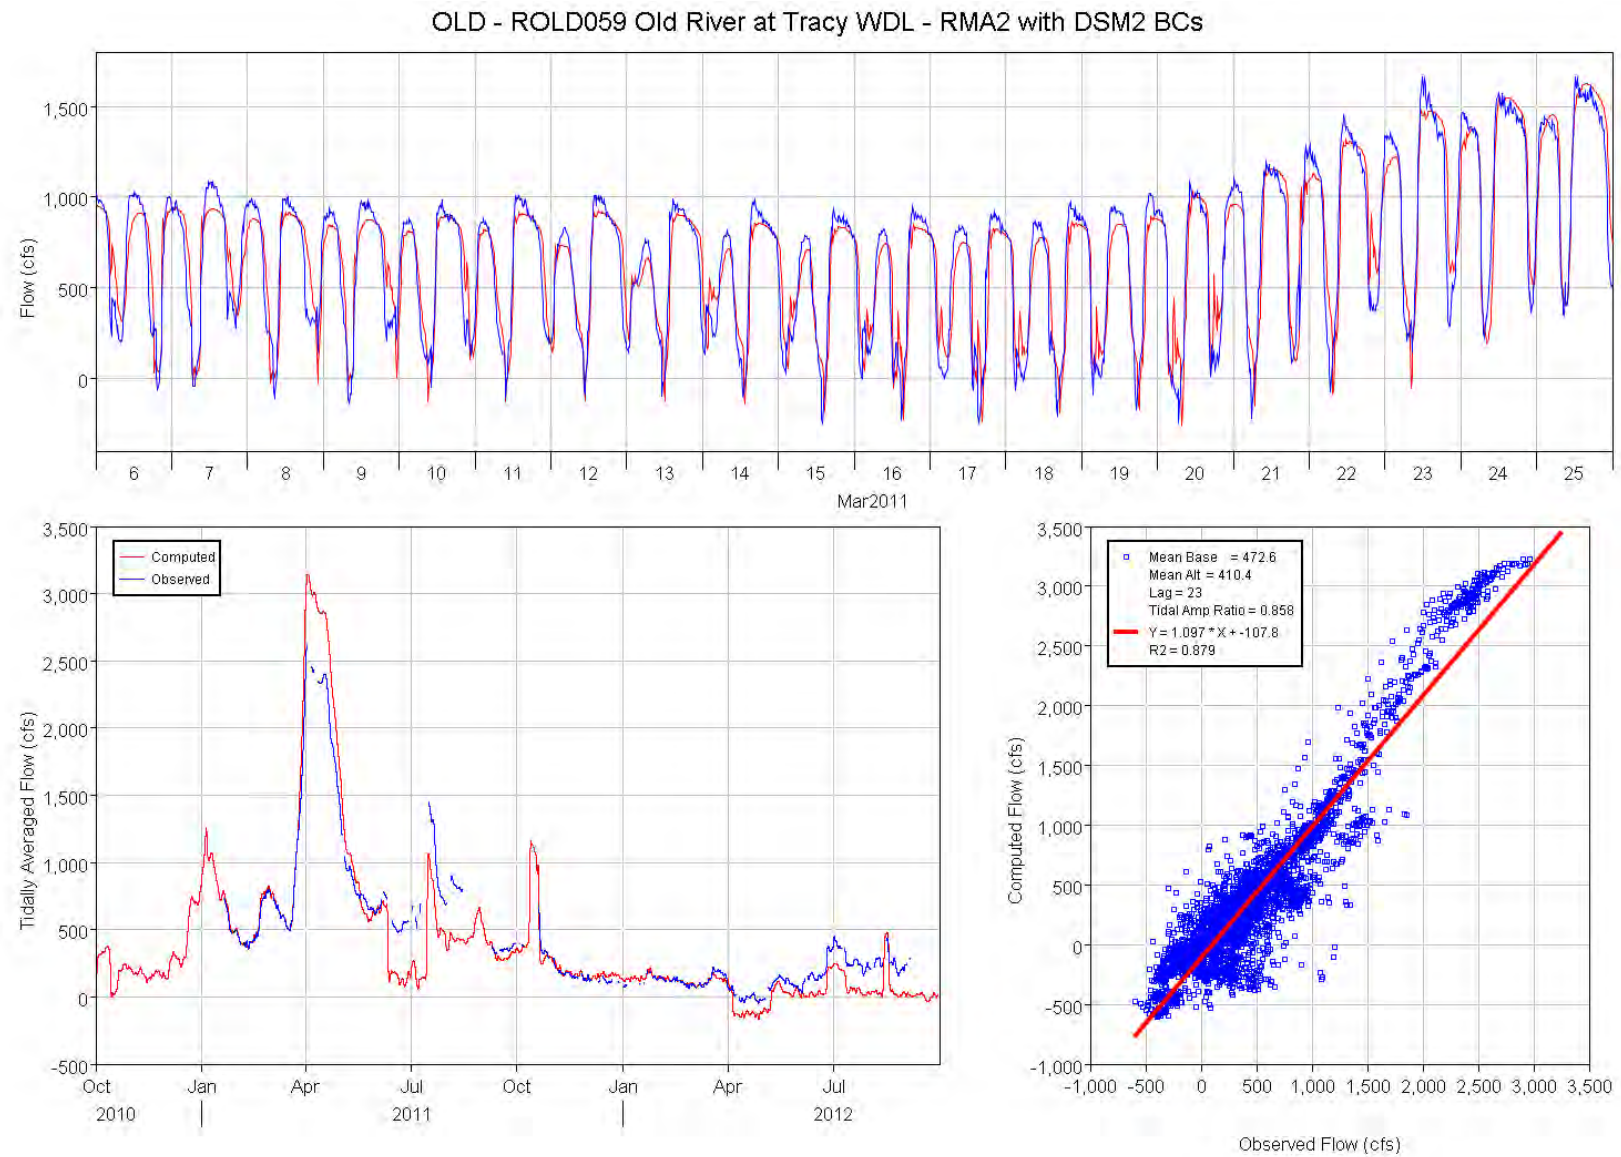 OLD - ROLD059 Old River at Tracy WDL - RMA2 with DSM2 BCs
1,500
1,000
500
0
Flow (cfs)
6 7 8 9 10 11 12 13 14 15 16 17 18 19 20 21 22 23 24 25
Mar2011
3,500
3,000
2,500
2,000
1,500
1,000
500
0
-500
Tidally Averaged Flow (cfs)
Computed
Observed
Oct Jan Apr Jul Oct Jan Apr Jul
2010 2011 2012
3,500
3,000
2,500
2,000
1,500
1,000
500
0
-500
-1,000
Computed Flow (cfs)
Mean Base = 472.6
Mean Alt = 410.4
Lag = 23
Tidal Amp Ratio = 0.858
Y = 1.097 * X + -107.8
R2 = 0.879
-1,000 -500 0 500 1,000 1,500 2,000 2,500 3,000 3,500
Observed Flow (cfs)